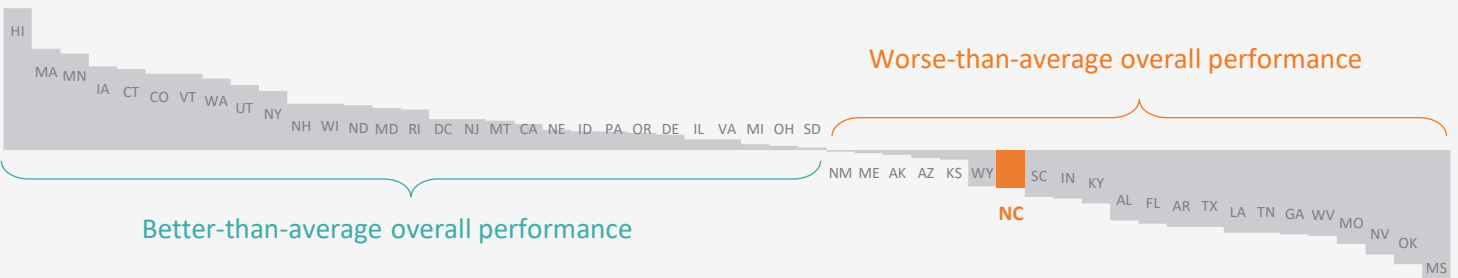 HI
MA MN IA CT CO VT WA UT NY
NH WI ND MD RI DC NJ MT CA NE ID PA OR DE IL VA MI OH SD
Worse-than-average overall performance
NM ME AK AZ KS WY
NC
SC IN KY
AL FL AR TX LA TN GA WV MO NV OK MS
Better-than-average overall performance